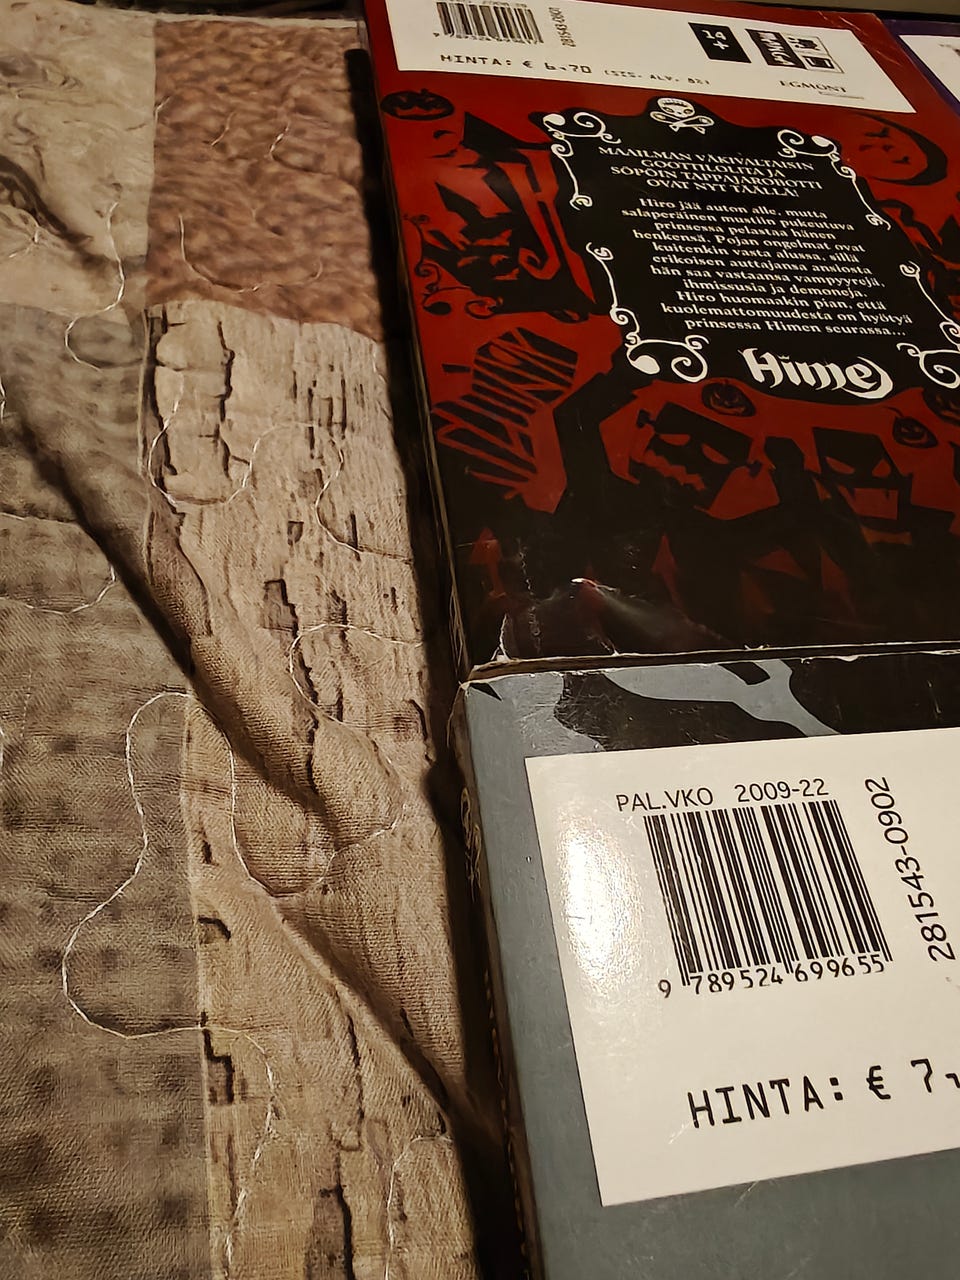 281543-0801
HINTA: € 6,70 (SIS. ALV. 8%)
EGMONT
MAAILMAN VÄKIVALTAISIN
GOOTTILOLITA JA
SÖPÖIN TAPPAJAROBOTTI
OVAT NYT TÄÄLLÄ!
Hiro jää auton alle, mutta
salaperäinen mustiin pukeutuva
prinsessa pelastaa hänen
henkensä. Pojan ongelmat ovat
kuitenkin vasta alussa, sillä
erikoisen auttajansa ansiosta
hän saa vastaansa vampyyrejä,
ihmissusia ja demoneja.
Hiro huomaakin pian, että
kuolemattomuudesta on hyötyä
prinsessa Himen seurassa...
Hime
PAL.VKO 2009-22
281543-0902
9 789524 699655
HINTA: € 7,